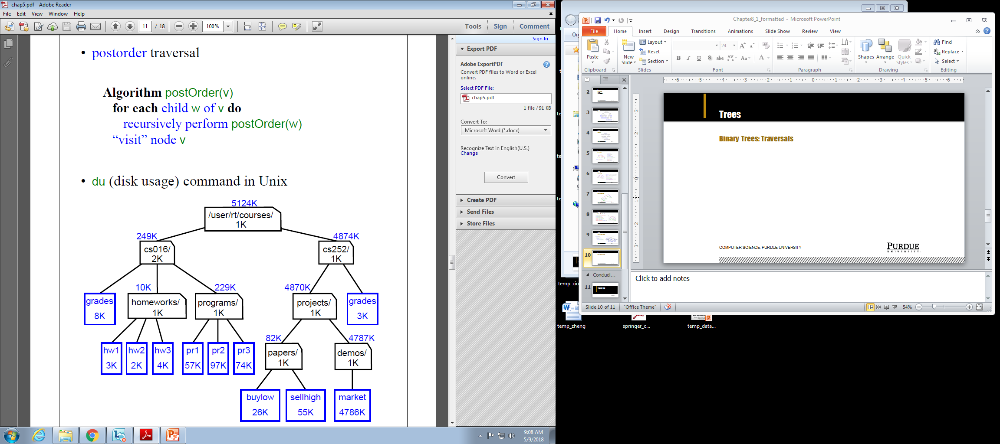 chap5.pdf - Adobe Reader
File Edit View Window Help
11 / 18
100%
Tools Sign Comment
• postorder traversal
Algorithm postOrder(v)
for each child w of v do
recursively perform postOrder(w)
“visit” node v
• du (disk usage) command in Unix
5124K
/user/rt/courses/
1K
249K 4874K
cs016/ cs252/
2K 1K
10K 229K 4870K
grades homeworks/ programs/ projects/ grades
8K 1K 1K 1K 3K
82K 4787K
hw1 hw2 hw3 pr1 pr2 pr3 papers/ demos/
3K 2K 4K 57K 97K 74K 1K 1K
buylow sellhigh market
26K 55K 4786K
Sign In
Export PDF
Adobe ExportPDF
Convert PDF files to Word or Excel
online.
Select PDF File:
chap5.pdf
1 file / 91 KB
Convert To:
Microsoft Word (*.docx)
Recognize Text in English(U.S.)
Change
Convert
Create PDF
Send Files
Store Files
9:08 AM
5/9/2018
Chapter8_1_formatted - Microsoft PowerPoint
File Home Insert Design Transitions Animations Slide Show Review View
Paste
Clipboard
New
Slide
Layout
Reset
Section
Slides
24
B I U S abc AV Aa A
Font
Paragraph
Shapes Arrange Quick
Styles
Drawing
Find
Replace
Select
Editing
2
3
4
5
6
7
8
9
10
Concludi...
11
Trees
Binary Trees: Traversals
COMPUTER SCIENCE, PURDUE UNIVERSITY
PURDUE
UNIVERSITY
Click to add notes
Slide 10 of 11 "Office Theme" 54%
temp_xio
temp_zheng
springer_c...
temp_data...